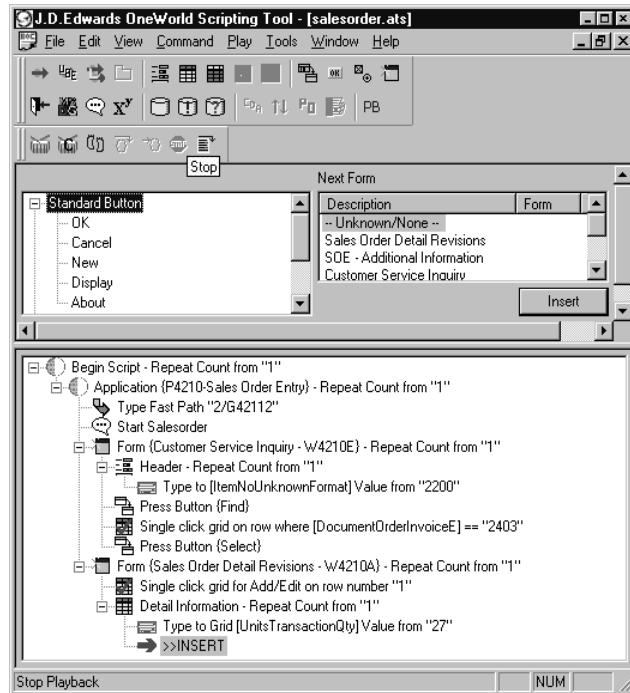 J.D.Edwards OneWorld Scripting Tool - [salesorder.ats]
File Edit View Command Play Tools Window Help
UBE OK
x^y PO PB
Stop
Next Form
Standard Button
OK
Cancel
New
Display
About
Description Form
-- Unknown/None --
Sales Order Detail Revisions
SOE - Additional Information
Customer Service Inquiry
Insert
Begin Script - Repeat Count from "1"
Application {P4210-Sales Order Entry} - Repeat Count from "1"
Type Fast Path "2/G42112"
Start Salesorder
Form {Customer Service Inquiry - W4210E} - Repeat Count from "1"
Header - Repeat Count from "1"
Type to [ItemNoUnknownFormat] Value from "2200"
Press Button {Find}
Single click grid on row where [DocumentOrderInvoiceE] == "2403"
Press Button {Select}
Form {Sales Order Detail Revisions - W4210A} - Repeat Count from "1"
Single click grid for Add/Edit on row number "1"
Detail Information - Repeat Count from "1"
Type to Grid [UnitsTransactionQty] Value from "27"
>>INSERT
Stop Playback NUM